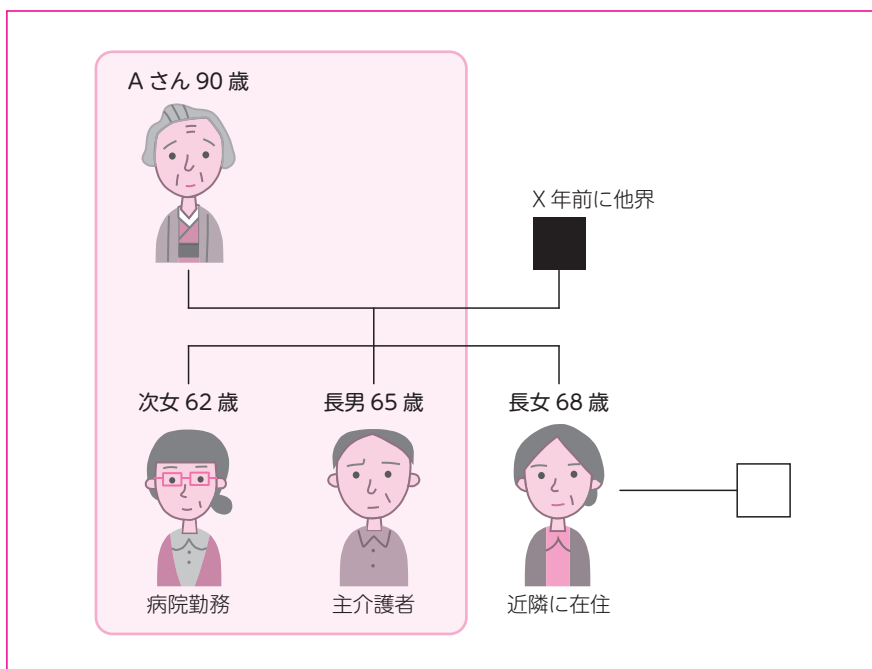 Aさん 90 歳
X 年前に他界
次女 62 歳
長男 65 歳
長女 68 歳
病院勤務
主介護者
近隣に在住